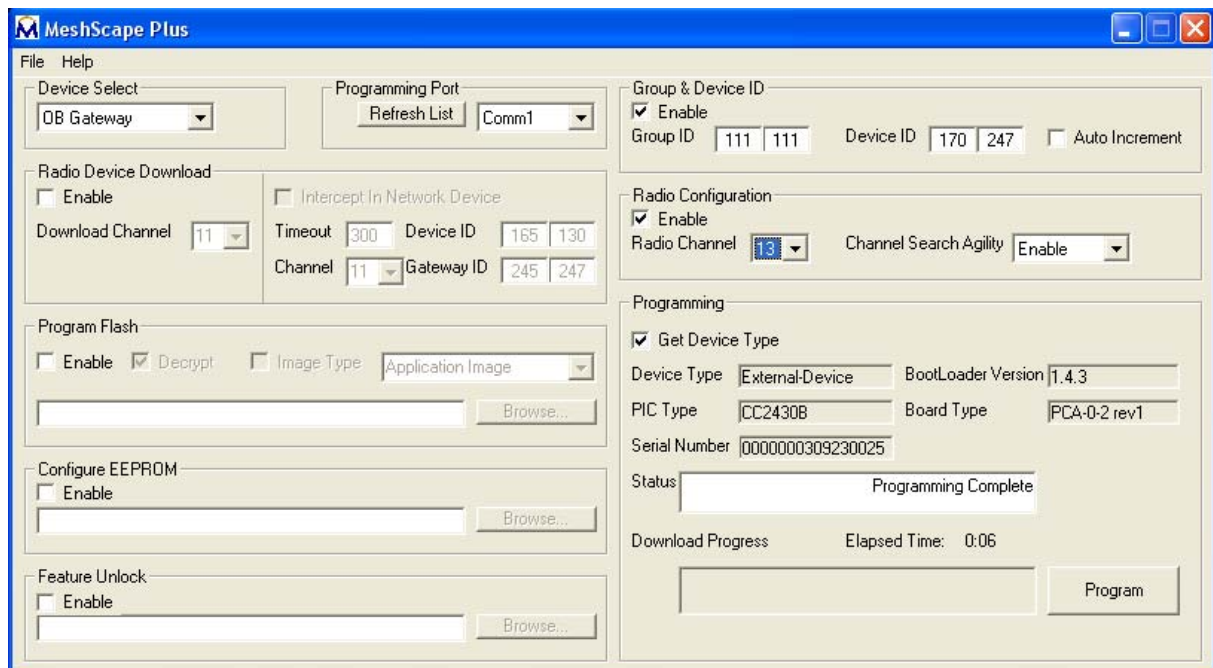 MeshScape Plus
File Help
Device Select
OB Gateway
Programming Port
Refresh List Comm1
Radio Device Download
Enable
Download Channel 11
Intercept In Network Device
Timeout 300 Device ID 165 130
Channel 11 Gateway ID 245 247
Program Flash
Enable Decrypt Image Type Application Image
Browse...
Configure EEPROM
Enable
Browse...
Feature Unlock
Enable
Browse...
Group & Device ID
Enable
Group ID 111 111 Device ID 170 247 Auto Increment
Radio Configuration
Enable
Radio Channel 13 Channel Search Agility Enable
Programming
Get Device Type
Device Type External-Device BootLoader Version 1.4.3
PIC Type CC2430B Board Type PCA-0-2 rev1
Serial Number 0000000309230025
Status Programming Complete
Download Progress Elapsed Time: 0:06
Program